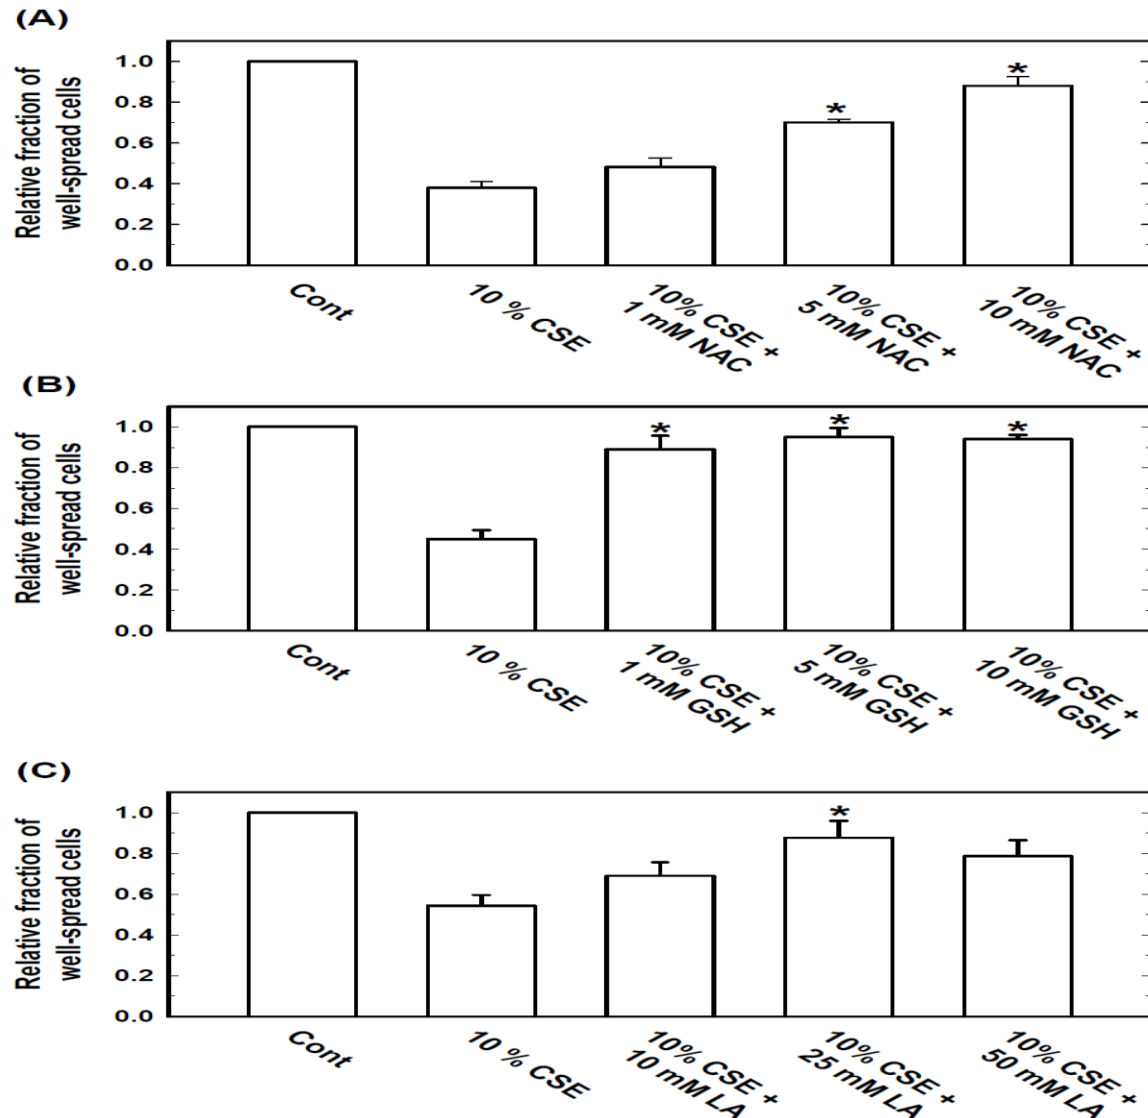 (A)
Relative fraction of
well-spread cells
1.0
0.8
0.6
0.4
0.2
0.0
*
*
Cont
10 % CSE
10% CSE +
1 mM NAC
10% CSE +
5 mM NAC
10% CSE +
10 mM NAC
(B)
Relative fraction of
well-spread cells
1.0
0.8
0.6
0.4
0.2
0.0
*
*
*
Cont
10 % CSE
10% CSE +
1 mM GSH
10% CSE +
5 mM GSH
10% CSE +
10 mM GSH
(C)
Relative fraction of
well-spread cells
1.0
0.8
0.6
0.4
0.2
0.0
*
Cont
10 % CSE
10% CSE +
10 mM LA
10% CSE +
25 mM LA
10% CSE +
50 mM LA